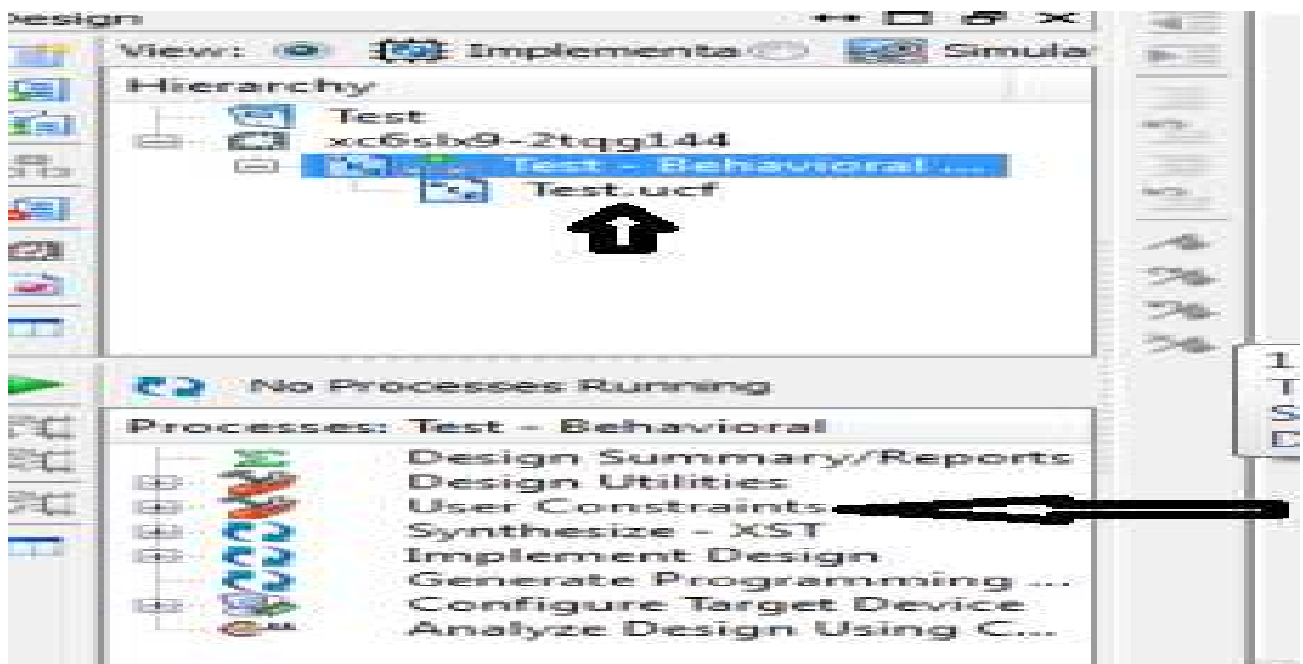 Design
View: Implementa Simula
Hierarchy
Test
xc6slx9-2tqg144
Test - Behavioral ...
Test.ucf
No Processes Running
Processes: Test - Behavioral
Design Summary/Reports
Design Utilities
User Constraints
Synthesize - XST
Implement Design
Generate Programming ...
Configure Target Device
Analyze Design Using C...
1
T
S
D